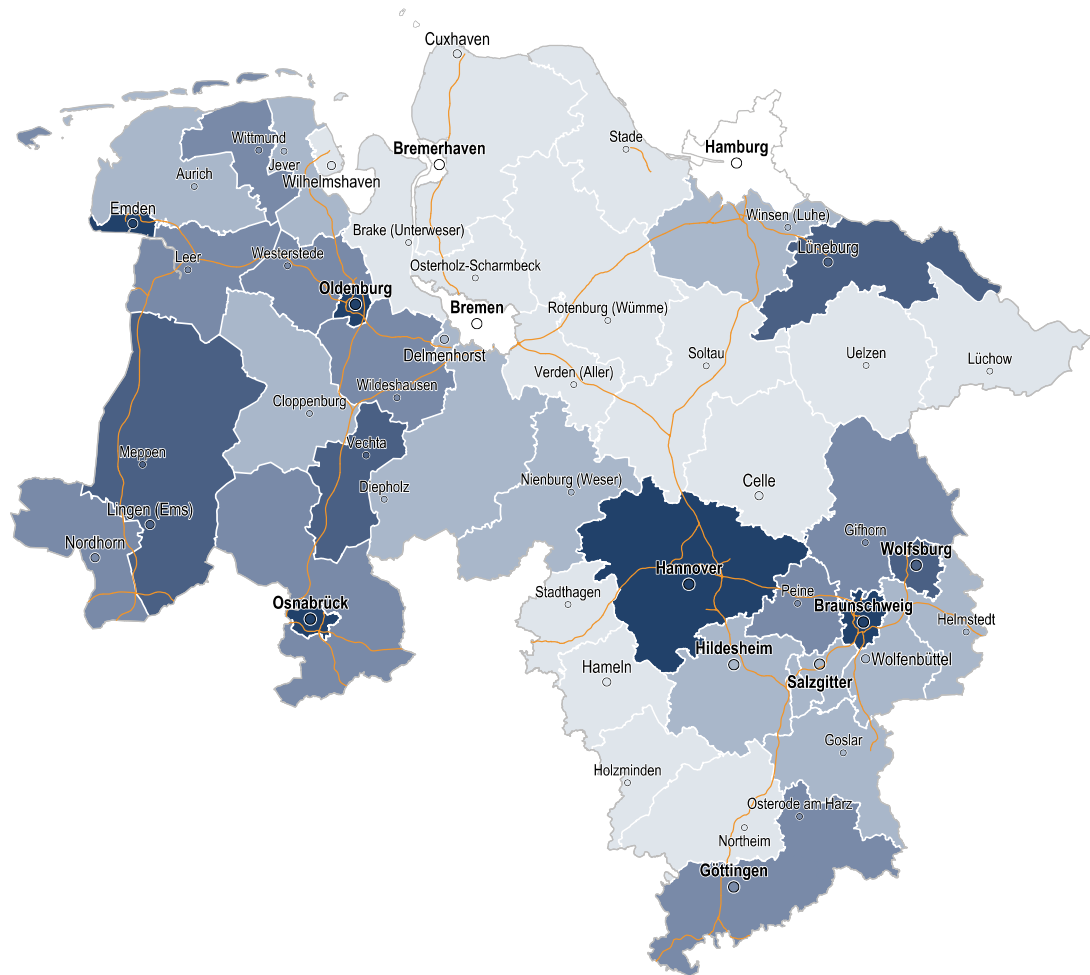 Cuxhaven
Stade
Hamburg
Bremerhaven
Wittmund
Jever
Aurich
Wilhelmshaven
Emden
Winsen (Luhe)
Brake (Unterweser)
Westerstede
Lüneburg
Leer
Osterholz-Scharmbeck
Oldenburg
Bremen
Rotenburg (Wümme)
Delmenhorst
Soltau
Uelzen
Lüchow
Verden (Aller)
Wildeshausen
Cloppenburg
Vechta
Meppen
Nienburg (Weser)
Celle
Diepholz
Lingen (Ems)
Gifhorn
Nordhorn
Wolfsburg
Hannover
Stadthagen
Peine
Osnabrück
Braunschweig
Helmstedt
Hildesheim
Wolfenbüttel
Hameln
Salzgitter
Goslar
Holzminden
Osterode am Harz
Northeim
Göttingen